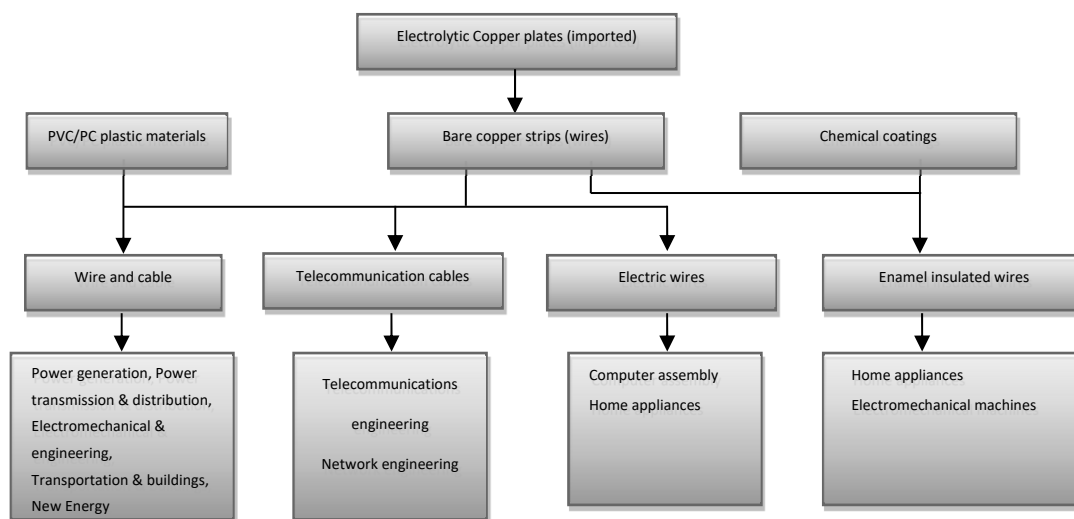 Electrolytic Copper plates (imported)
PVC/PC plastic materials
Bare copper strips (wires)
Chemical coatings
Wire and cable
Telecommunication cables
Electric wires
Enamel insulated wires
Power generation, Power
transmission & distribution,
Electromechanical &
engineering,
Transportation & buildings,
New Energy
Telecommunications
engineering
Network engineering
Computer assembly
Home appliances
Home appliances
Electromechanical machines